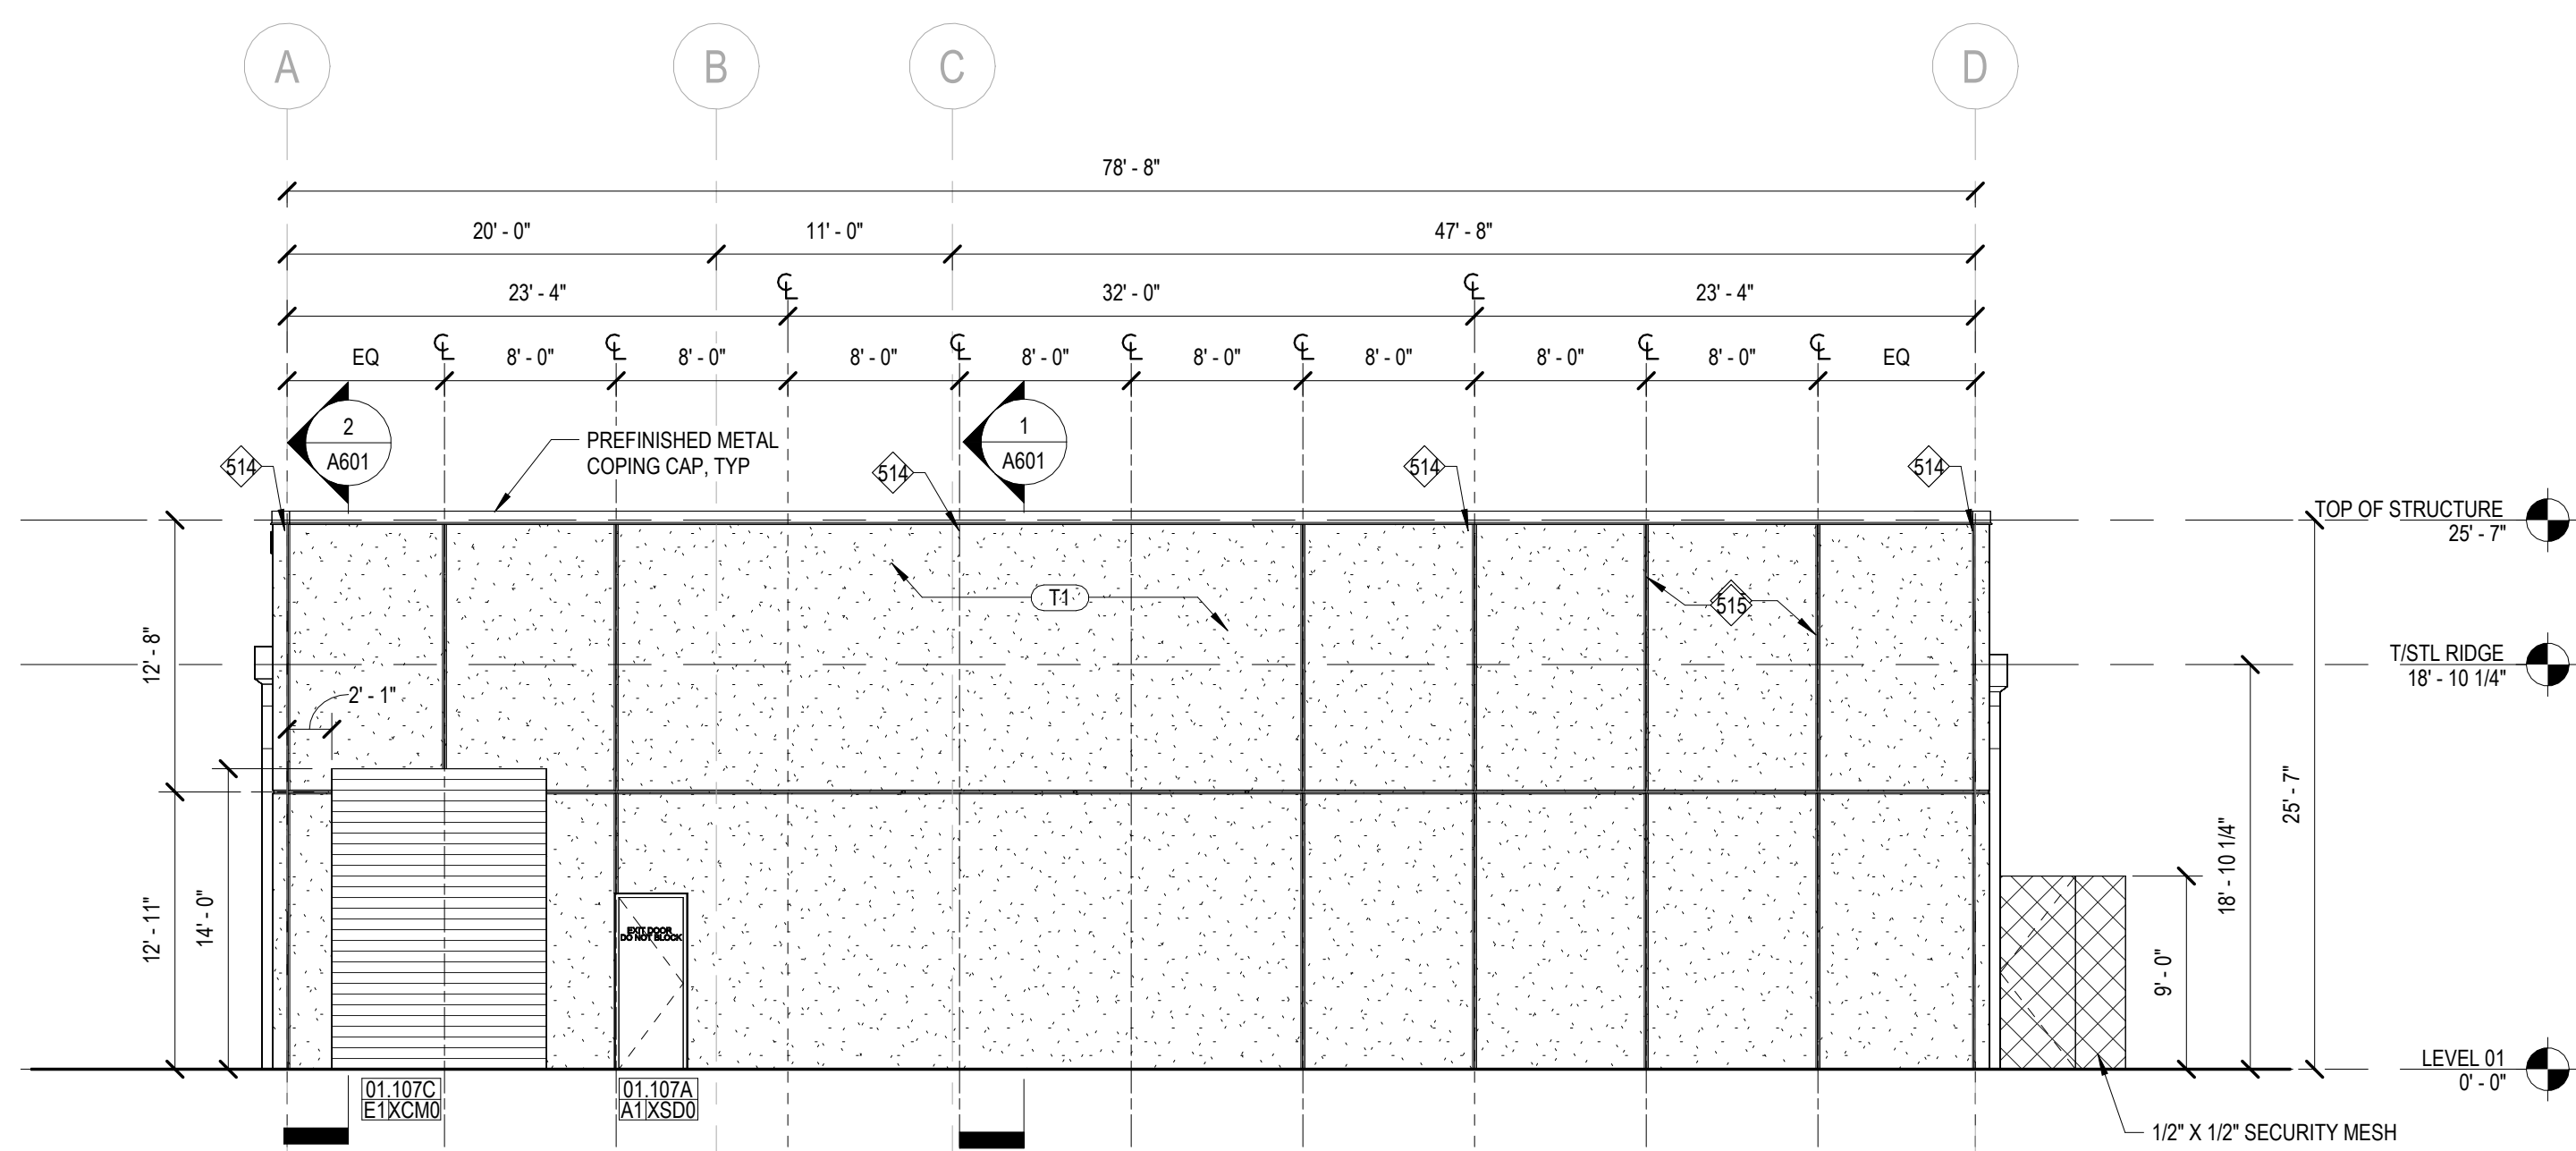 A B C D
78' - 8"
20' - 0" 11' - 0" 47' - 8"
23' - 4" ℄ 32' - 0" ℄ 23' - 4"
EQ ℄ 8' - 0" ℄ 8' - 0" 8' - 0" ℄ 8' - 0" ℄ 8' - 0" ℄ 8' - 0" 8' - 0" ℄ 8' - 0" ℄ EQ
2
A601
1
A601
PREFINISHED METAL
COPING CAP, TYP
514
514
514
514
TOP OF STRUCTURE
25' - 7"
T1
515
12' - 8"
T/STL RIDGE
18' - 10 1/4"
2' - 1"
25' - 7"
18' - 10 1/4"
12' - 11"
14' - 0"
EXIT DOOR
DO NOT BLOCK
9' - 0"
LEVEL 01
0' - 0"
01.107C
E1 XCM0
01.107A
A1 XSD0
1/2" X 1/2" SECURITY MESH